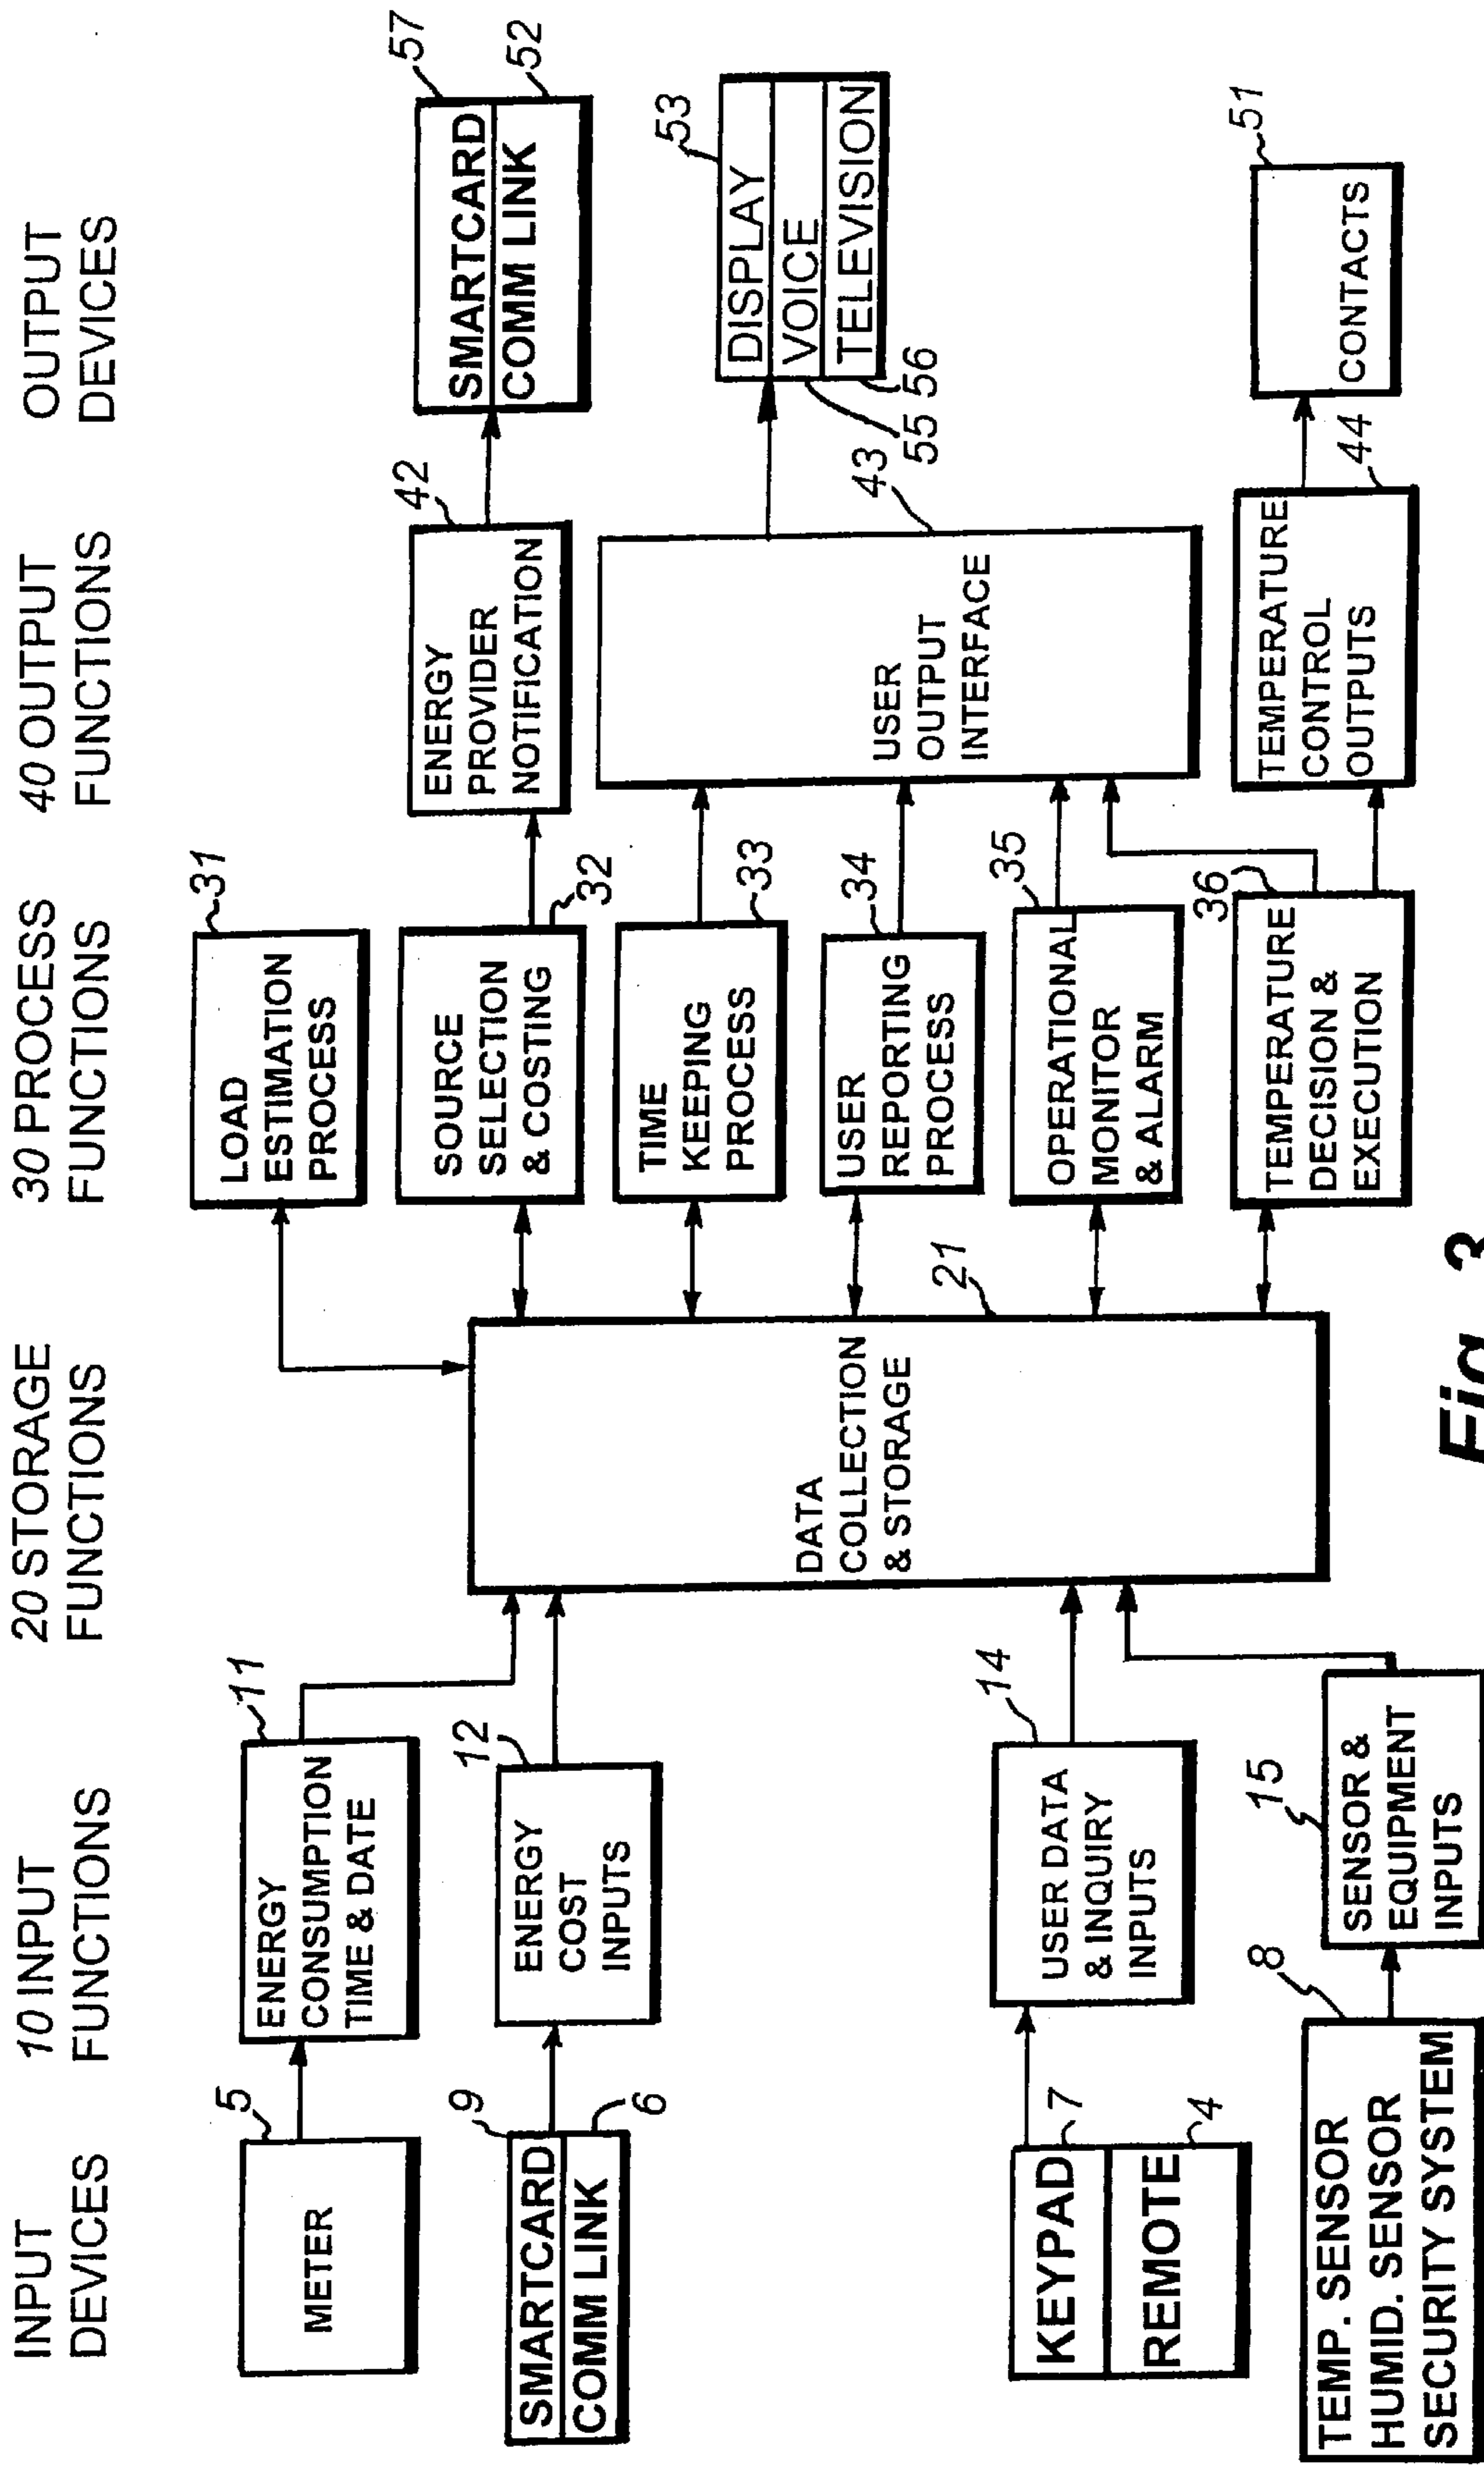 INPUT
DEVICES
10 INPUT
FUNCTIONS
20 STORAGE
FUNCTIONS
30 PROCESS
FUNCTIONS
40 OUTPUT
FUNCTIONS
OUTPUT
DEVICES
METER
5
ENERGY
CONSUMPTION
TIME & DATE
11
SMARTCARD
COMM LINK
9
6
ENERGY
COST
INPUTS
12
KEYPAD
REMOTE
7
4
USER DATA
& INQUIRY
INPUTS
14
TEMP. SENSOR
HUMID. SENSOR
SECURITY SYSTEM
8
SENSOR &
EQUIPMENT
INPUTS
15
DATA
COLLECTION
& STORAGE
21
LOAD
ESTIMATION
PROCESS
31
SOURCE
SELECTION
& COSTING
32
TIME
KEEPING
PROCESS
33
USER
REPORTING
PROCESS
34
OPERATIONAL
MONITOR
& ALARM
35
TEMPERATURE
DECISION &
EXECUTION
36
ENERGY
PROVIDER
NOTIFICATION
42
USER
OUTPUT
INTERFACE
43
TEMPERATURE
CONTROL
OUTPUTS
44
SMARTCARD
COMM LINK
57
52
DISPLAY
VOICE
TELEVISION
53
55
56
CONTACTS
51
Fig. 3